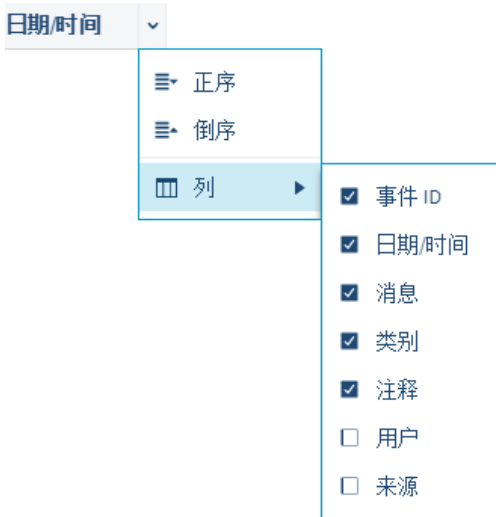 日期/时间
正序
倒序
列
事件 ID
日期/时间
消息
类别
注释
用户
来源